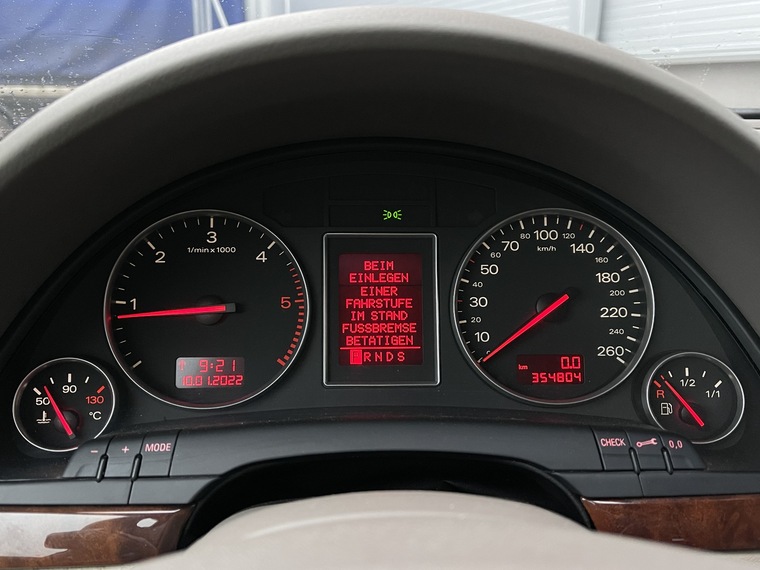 1/min x 1000
1
2
3
4
5
9:21
10.01.2022
50
90
130
°C
BEIM
EINLEGEN
EINER
FAHRSTUFE
IM STAND
FUSSBREMSE
BETÄTIGEN
P R N D S
km/h
10
30
40
50
60
70
80
100
120
140
160
180
200
220
240
260
0.0
km
354804
R
1/2
1/1
- + MODE
CHECK 0,0